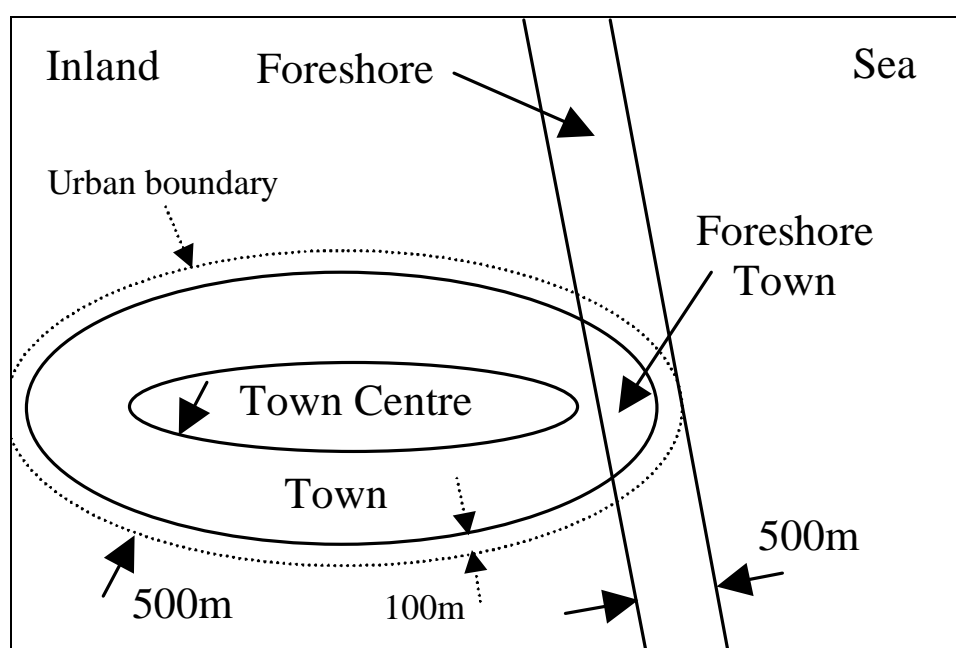 Inland
Foreshore
Sea
Urban boundary
Foreshore
Town
Town Centre
Town
500m
500m
100m